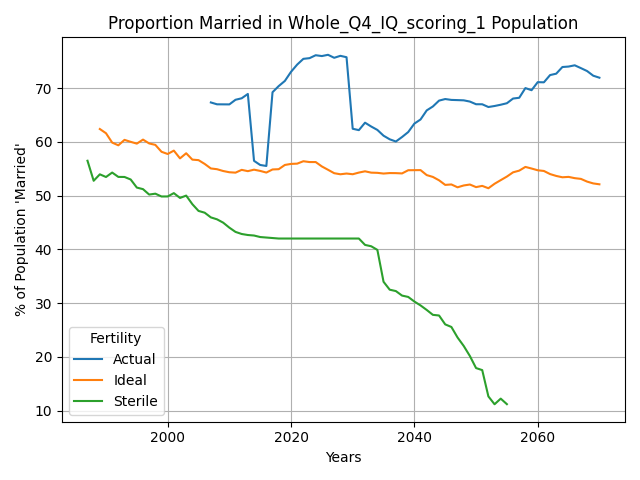 Proportion Married in Whole_Q4_IQ_scoring_1 Population
% of Population 'Married'
70
60
50
40
30
20
10
Fertility
Actual
Ideal
Sterile
2000 2020 2040 2060
Years